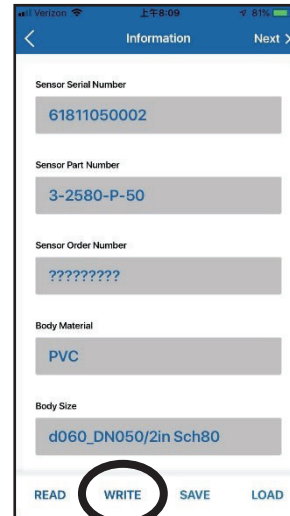 Verizon 上午8:09 81%
Information Next
Sensor Serial Number
61811050002
Sensor Part Number
3-2580-P-50
Sensor Order Number
?????????
Body Material
PVC
Body Size
d060_DN050/2in Sch80
READ WRITE SAVE LOAD